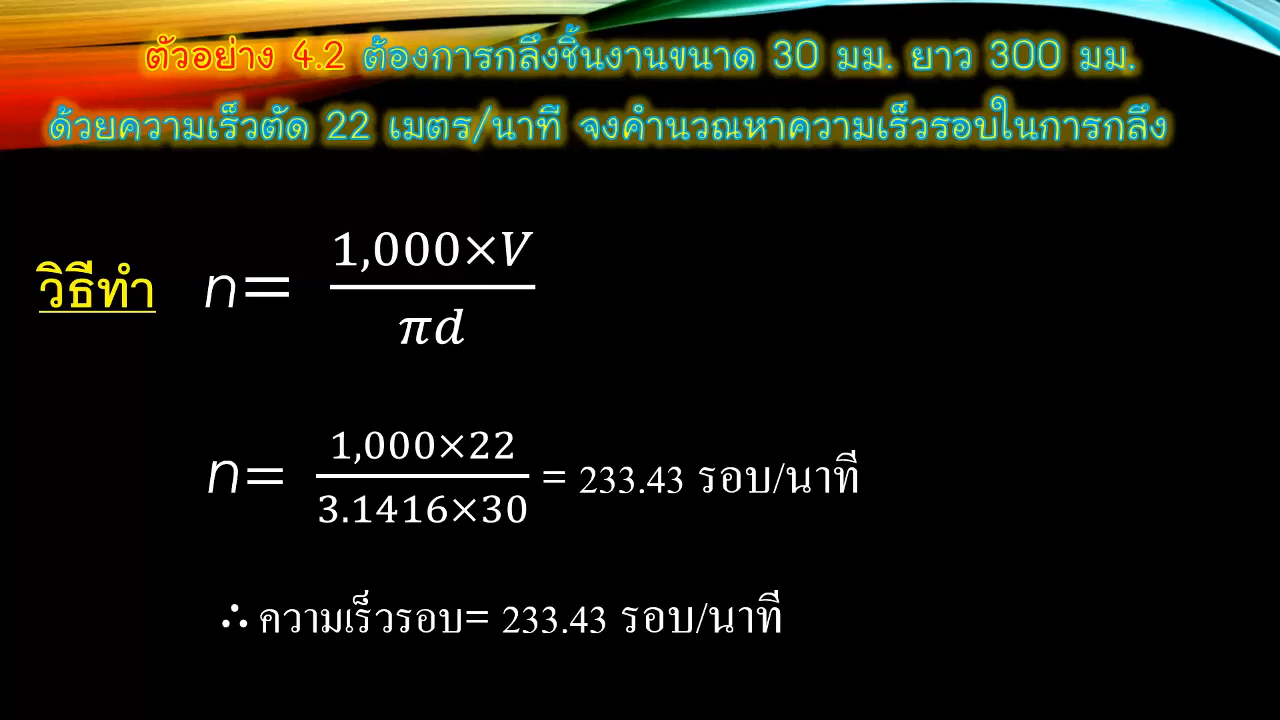 ตัวอย่าง 4.2 ต้องการกลึงชิ้นงานขนาด 30 มม. ยาว 300 มม.
ด้วยความเร็วตัด 22 เมตร/นาที จงคำนวณหาความเร็วรอบในการกลึง
วิธีทำ n= 1,000×V / πd
n= 1,000×22 / 3.1416×30 = 233.43 รอบ/นาที
∴ ความเร็วรอบ= 233.43 รอบ/นาที